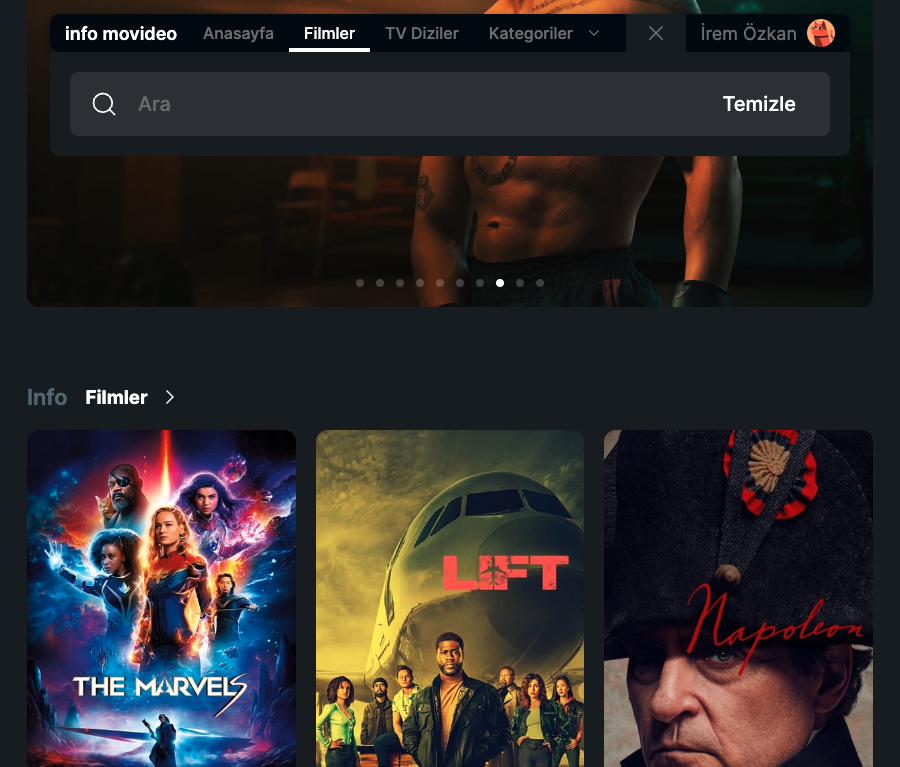 info movideo Anasayfa Filmler TV Diziler Kategoriler İrem Özkan
Ara Temizle
Info Filmler
THE MARVELS
LIFT
Napoleon